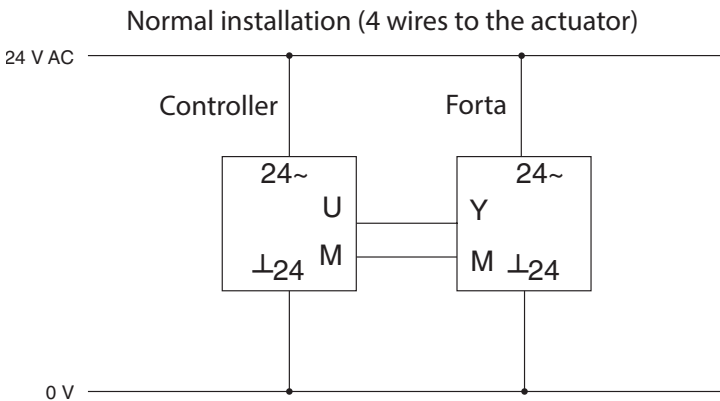 Normal installation (4 wires to the actuator)
24 V AC
Controller
Forta
24~
24~
U
Y
M
M
⊥24
⊥24
0 V